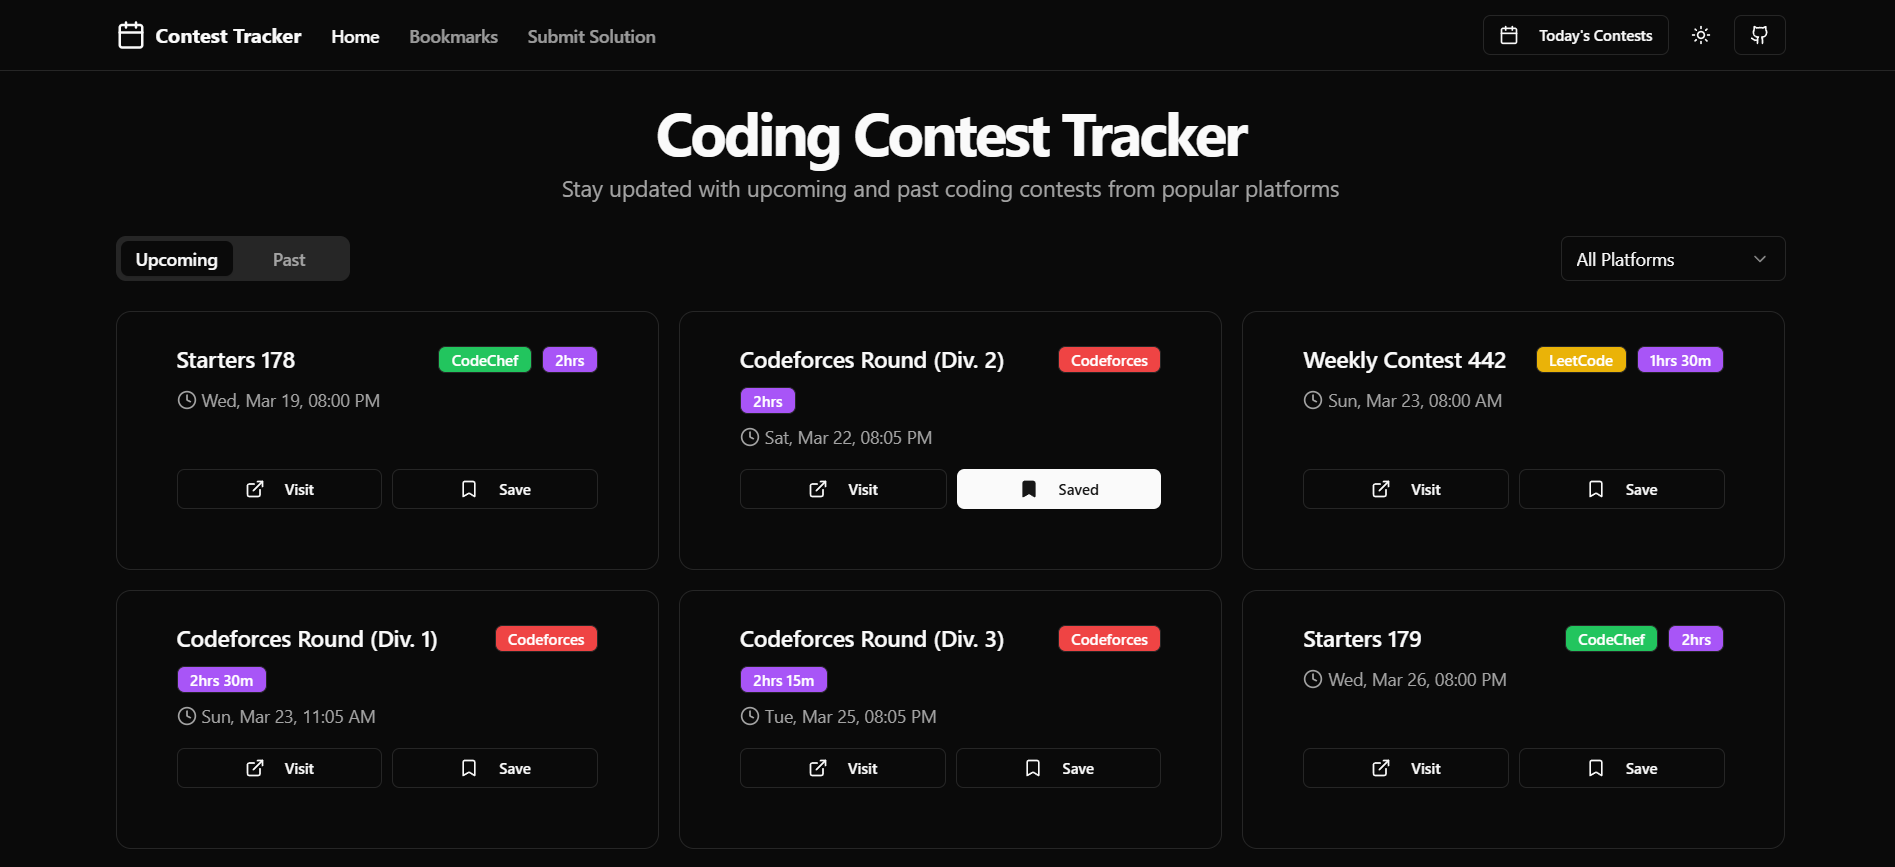 Contest Tracker Home Bookmarks Submit Solution Today's Contests
Coding Contest Tracker
Stay updated with upcoming and past coding contests from popular platforms
Upcoming Past All Platforms
Starters 178 CodeChef 2hrs
Wed, Mar 19, 08:00 PM
Visit Save
Codeforces Round (Div. 2) Codeforces
2hrs
Sat, Mar 22, 08:05 PM
Visit Saved
Weekly Contest 442 LeetCode 1hrs 30m
Sun, Mar 23, 08:00 AM
Visit Save
Codeforces Round (Div. 1) Codeforces
2hrs 30m
Sun, Mar 23, 11:05 AM
Visit Save
Codeforces Round (Div. 3) Codeforces
2hrs 15m
Tue, Mar 25, 08:05 PM
Visit Save
Starters 179 CodeChef 2hrs
Wed, Mar 26, 08:00 PM
Visit Save